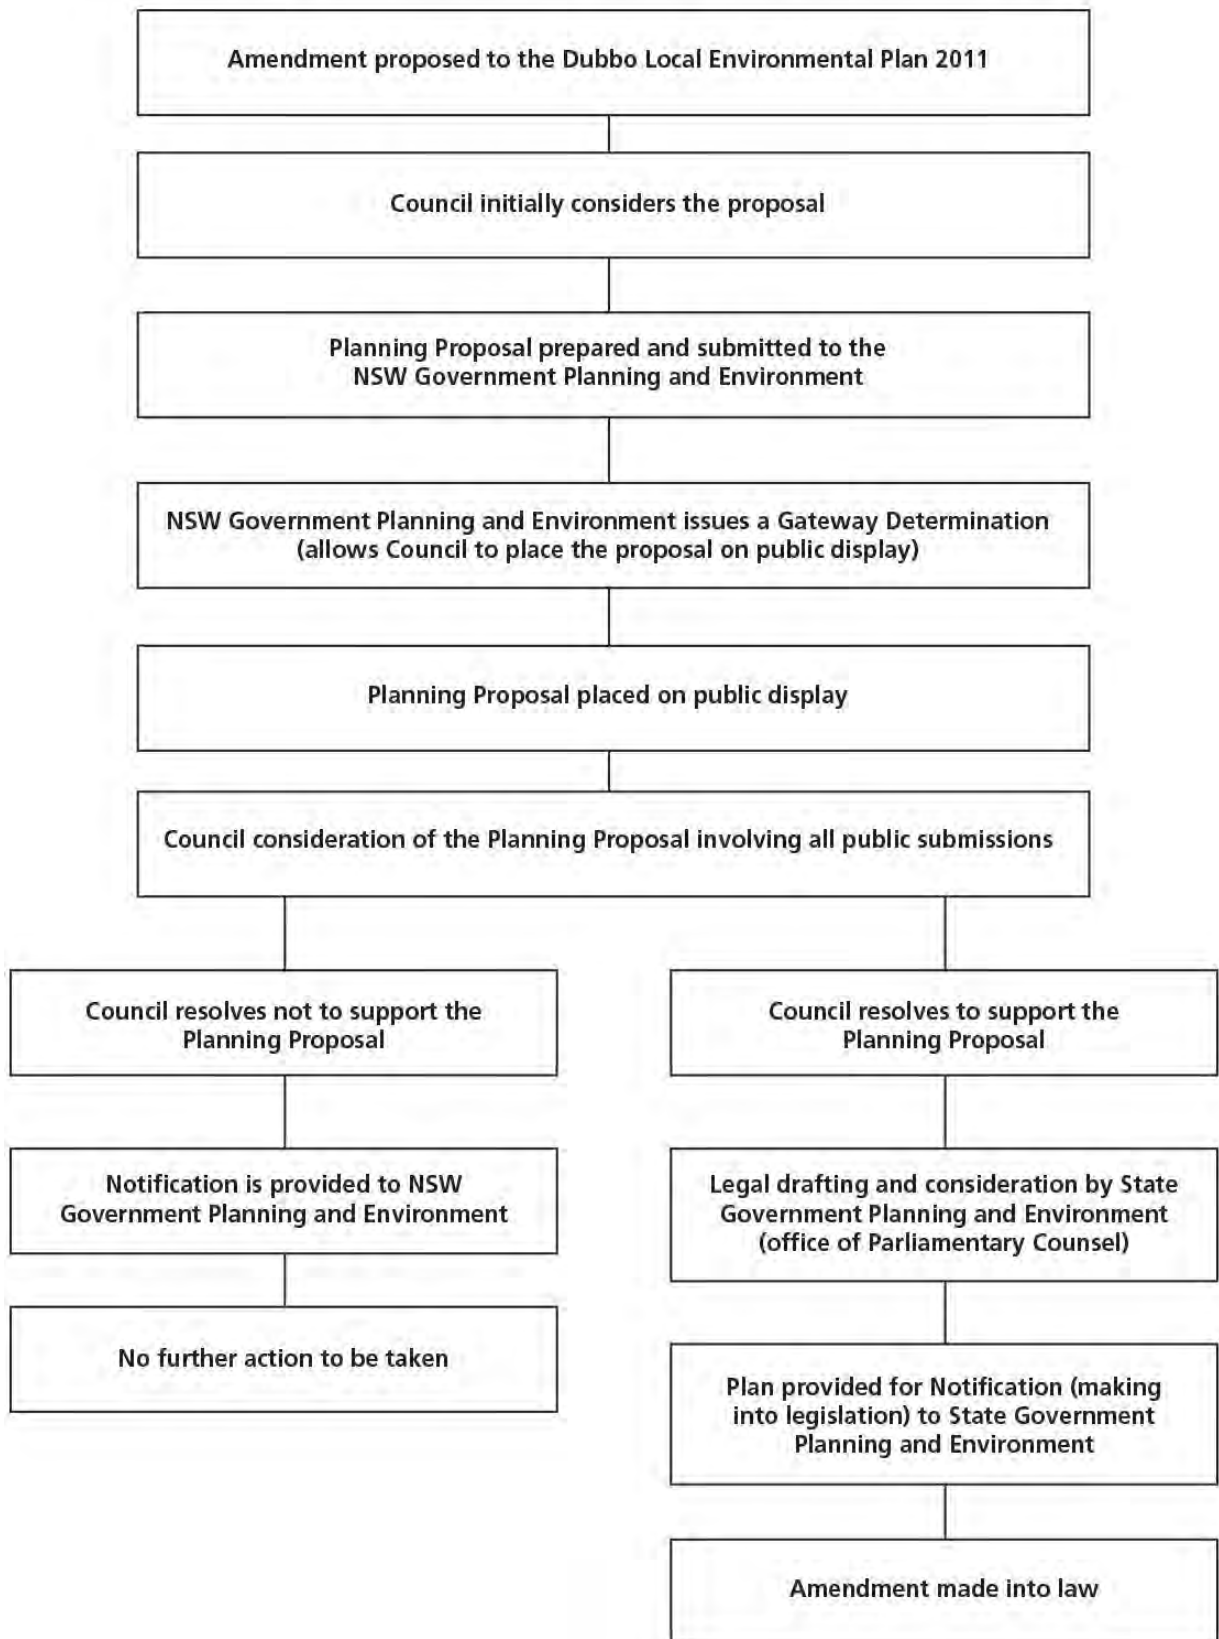 Amendment proposed to the Dubbo Local Environmental Plan 2011
Council initially considers the proposal
Planning Proposal prepared and submitted to the
NSW Government Planning and Environment
NSW Government Planning and Environment issues a Gateway Determination
(allows Council to place the proposal on public display)
Planning Proposal placed on public display
Council consideration of the Planning Proposal involving all public submissions
Council resolves not to support the
Planning Proposal
Notification is provided to NSW
Government Planning and Environment
No further action to be taken
Council resolves to support the
Planning Proposal
Legal drafting and consideration by State
Government Planning and Environment
(office of Parliamentary Counsel)
Plan provided for Notification (making
into legislation) to State Government
Planning and Environment
Amendment made into law